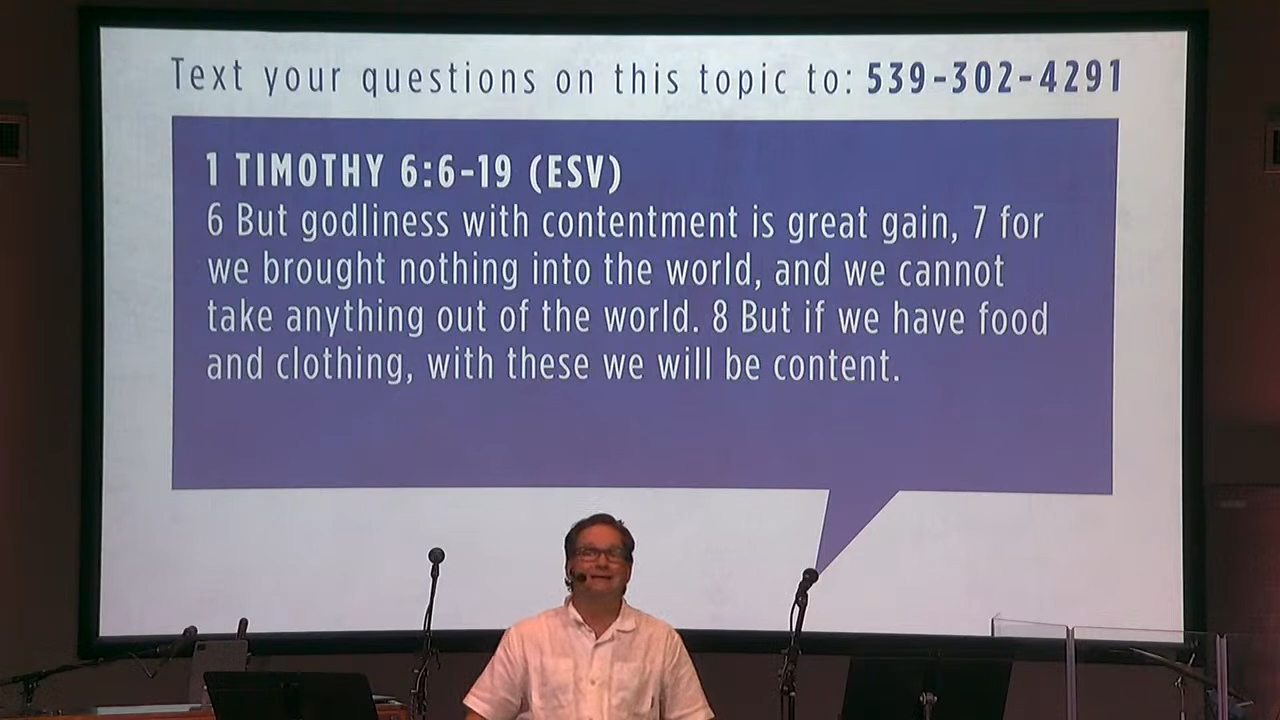 Text your questions on this topic to: 539-302-4291
1 TIMOTHY 6:6-19 (ESV)
6 But godliness with contentment is great gain, 7 for
we brought nothing into the world, and we cannot
take anything out of the world. 8 But if we have food
and clothing, with these we will be content.